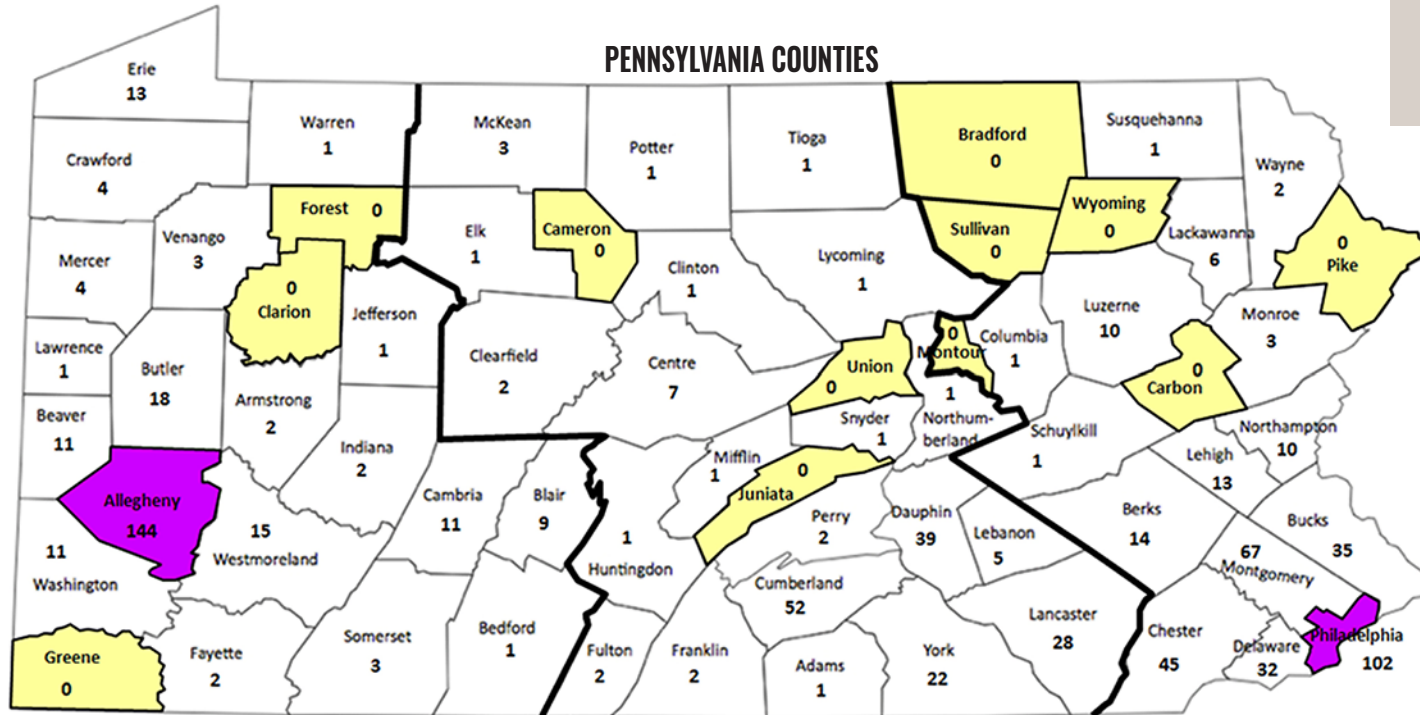 PENNSYLVANIA COUNTIES
Erie
13
Warren
1
McKean
3
Potter
1
Tioga
1
Bradford
0
Susquehanna
1
Wayne
2
Crawford
4
Forest 0
Cameron
0
Elk
1
Venango
3
Mercer
4
Clarion
0
Jefferson
1
Clinton
1
Lycoming
1
Sullivan
0
Wyoming
0
Lackawanna
6
0
Pike
Lawrence
1
Butler
18
Clearfield
2
Centre
7
Union
0
0
Montour
Columbia
1
Luzerne
10
Monroe
3
0
Carbon
Beaver
11
Armstrong
2
Indiana
2
Snyder
1
1
Northum-
berland
Schuylkill
1
Northampton
10
Lehigh
13
Allegheny
144
15
Westmoreland
Cambria
11
Blair
9
1
Huntingdon
Mifflin
1
0
Juniata
Perry
2
Dauphin
39
Lebanon
5
Berks
14
Bucks
35
67
Montgomery
11
Washington
Cumberland
52
Lancaster
28
Chester
45
Delaware
32
Philadelphia
102
Greene
0
Fayette
2
Somerset
3
Bedford
1
Fulton
2
Franklin
2
Adams
1
York
22